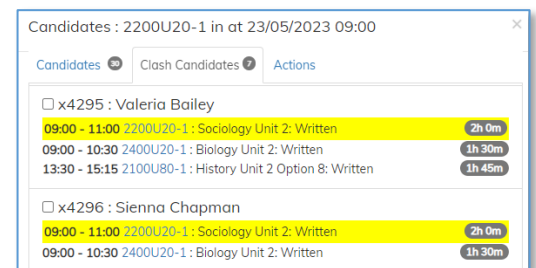 Candidates : 2200U20-1 in at 23/05/2023 09:00 ×
Candidates 30 Clash Candidates 7 Actions
x4295 : Valeria Bailey
09:00 - 11:00 2200U20-1 : Sociology Unit 2: Written 2h 0m
09:00 - 10:30 2400U20-1 : Biology Unit 2: Written 1h 30m
13:30 - 15:15 2100U80-1 : History Unit 2 Option 8: Written 1h 45m
x4296 : Sienna Chapman
09:00 - 11:00 2200U20-1 : Sociology Unit 2: Written 2h 0m
09:00 - 10:30 2400U20-1 : Biology Unit 2: Written 1h 30m